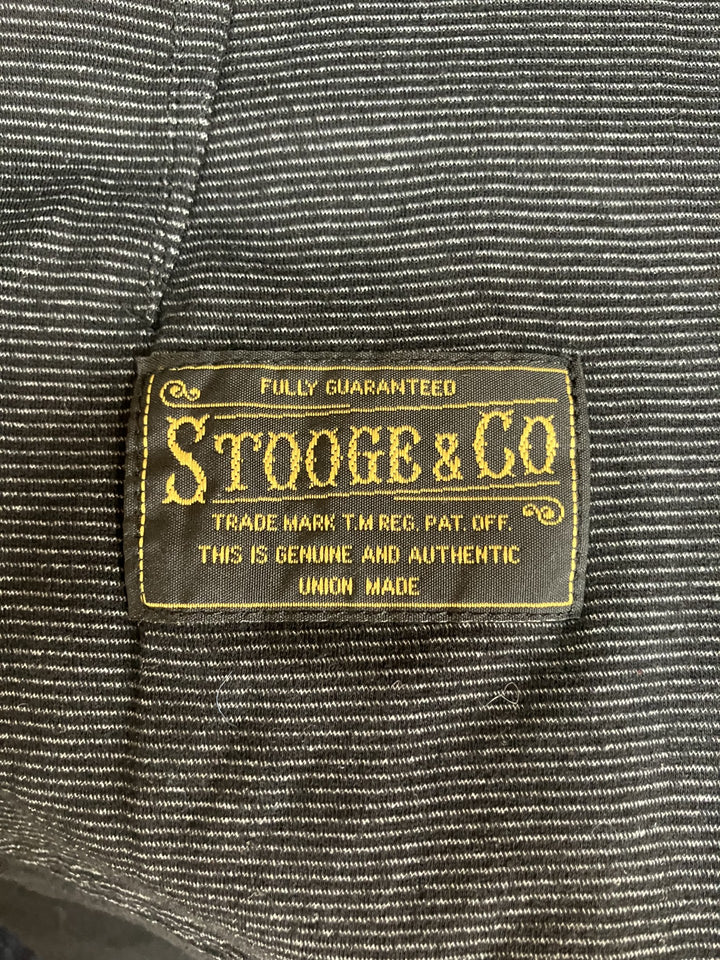 FULLY GUARANTEED
STOOGE & CO
TRADE MARK T.M REG. PAT. OFF.
THIS IS GENUINE AND AUTHENTIC
UNION MADE